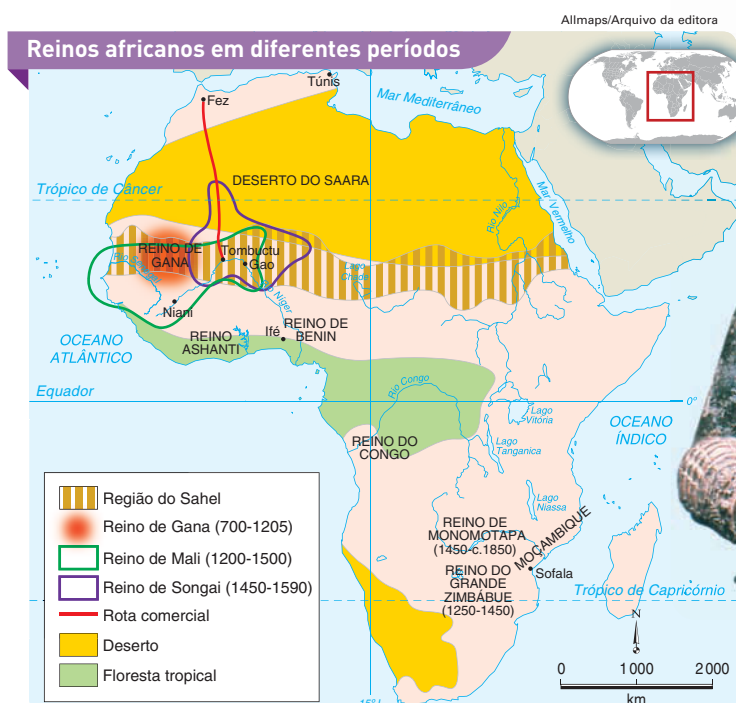 Allmaps/Arquivo da editora
Reinos africanos em diferentes períodos
Túnis
Fez
Mar Mediterrâneo
DESERTO DO SAARA
Trópico de Câncer
Rio Nilo
Mar Vermelho
REINO DE
GANA
Tombuctu
Gao
Lago
Chade
Rio Níger
Niani
OCEANO
ATLÂNTICO
REINO
ASHANTI
Ifé
REINO DE
BENIN
Equador
0°
Rio Congo
Lago
Vitória
OCEANO
ÍNDICO
REINO DO
CONGO
Lago
Tanganica
Lago
Niassa
REINO DE
MONOMOTAPA
(1450-c.1850)
MOÇAMBIQUE
REINO DO
GRANDE
ZIMBÁBUE
(1250-1450)
Sofala
Trópico de Capricórnio
Região do Sahel
Reino de Gana (700-1205)
Reino de Mali (1200-1500)
Reino de Songai (1450-1590)
Rota comercial
Deserto
Floresta tropical
N
0 1 000 2 000
km